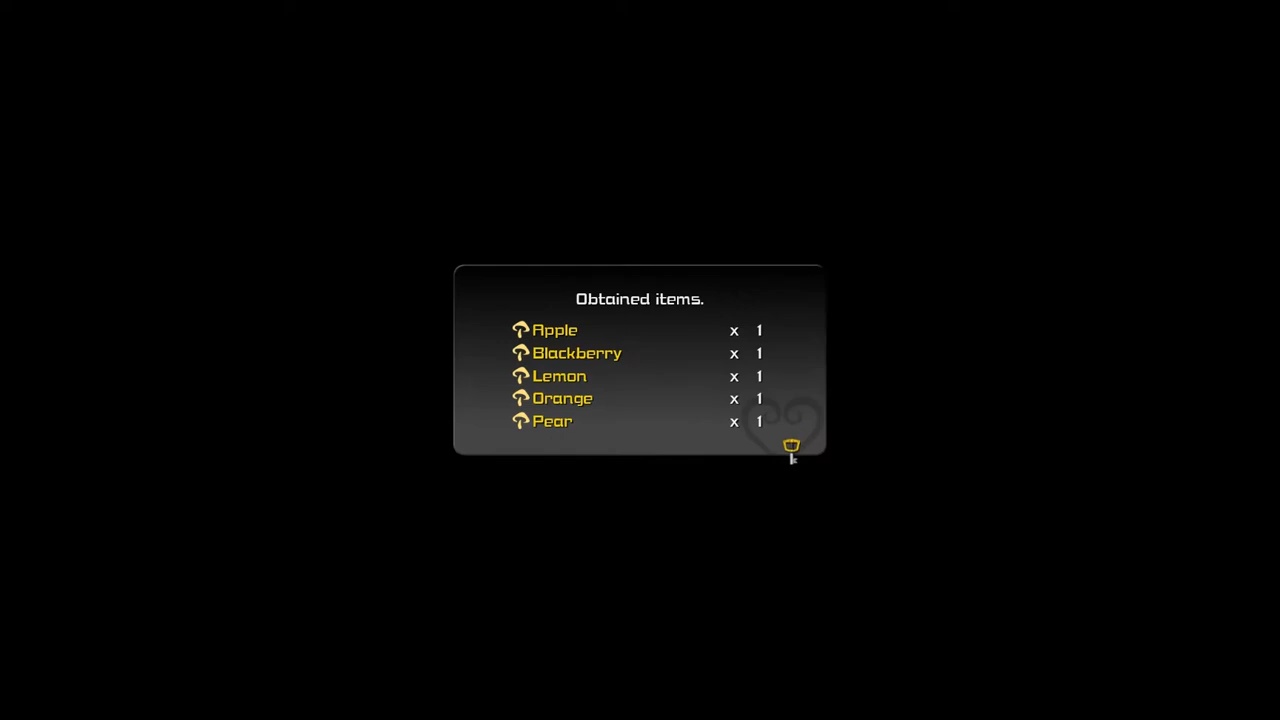 Obtained items.
Apple x 1
Blackberry x 1
Lemon x 1
Orange x 1
Pear x 1